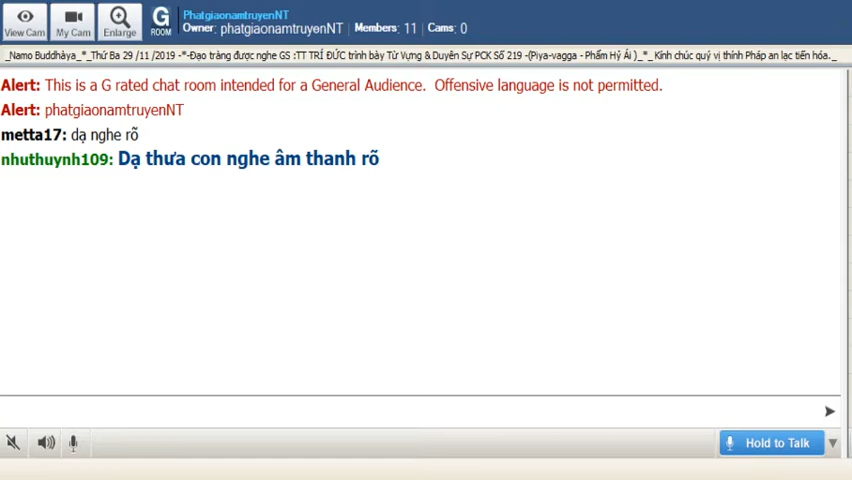 View Cam
My Cam
Enlarge
G
ROOM
PhatgiaonamtruyenNT
Owner: phatgiaonamtruyenNT
Members: 11
Cams: 0
_Namo Buddhàya_*_Thứ Ba 29 /11 /2019 -*-Đạo tràng được nghe GS :TT TRÍ ĐỨC trình bày Từ Vựng & Duyên Sự PCK Số 219 -(Piya-vagga - Phẩm Hỷ Ái )_*_ Kính chúc quý vị thính Pháp an lạc tiến hóa._
Alert: This is a G rated chat room intended for a General Audience. Offensive language is not permitted.
Alert: phatgiaonamtruyenNT
metta17: dạ nghe rõ
nhuthuynh109: Dạ thưa con nghe âm thanh rõ
Hold to Talk